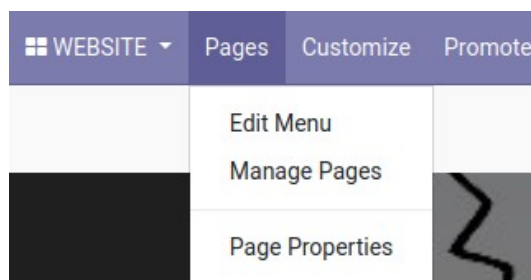 WEBSITE Pages Customize Promote
Edit Menu
Manage Pages
Page Properties